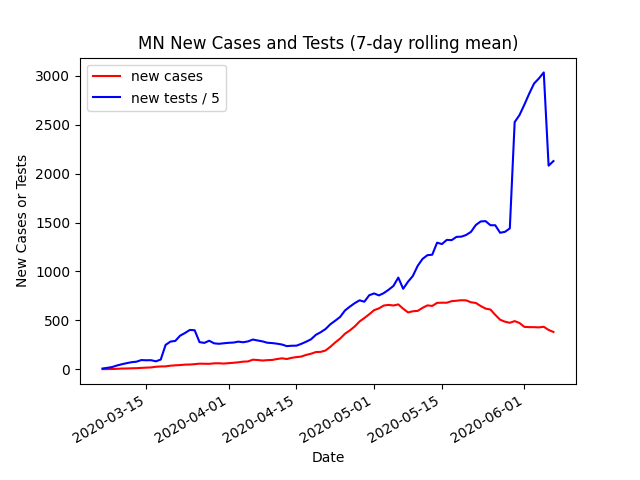 MN New Cases and Tests (7-day rolling mean)
new cases
new tests / 5
New Cases or Tests
3000
2500
2000
1500
1000
500
0
2020-03-15
2020-04-01
2020-04-15
2020-05-01
2020-05-15
2020-06-01
Date